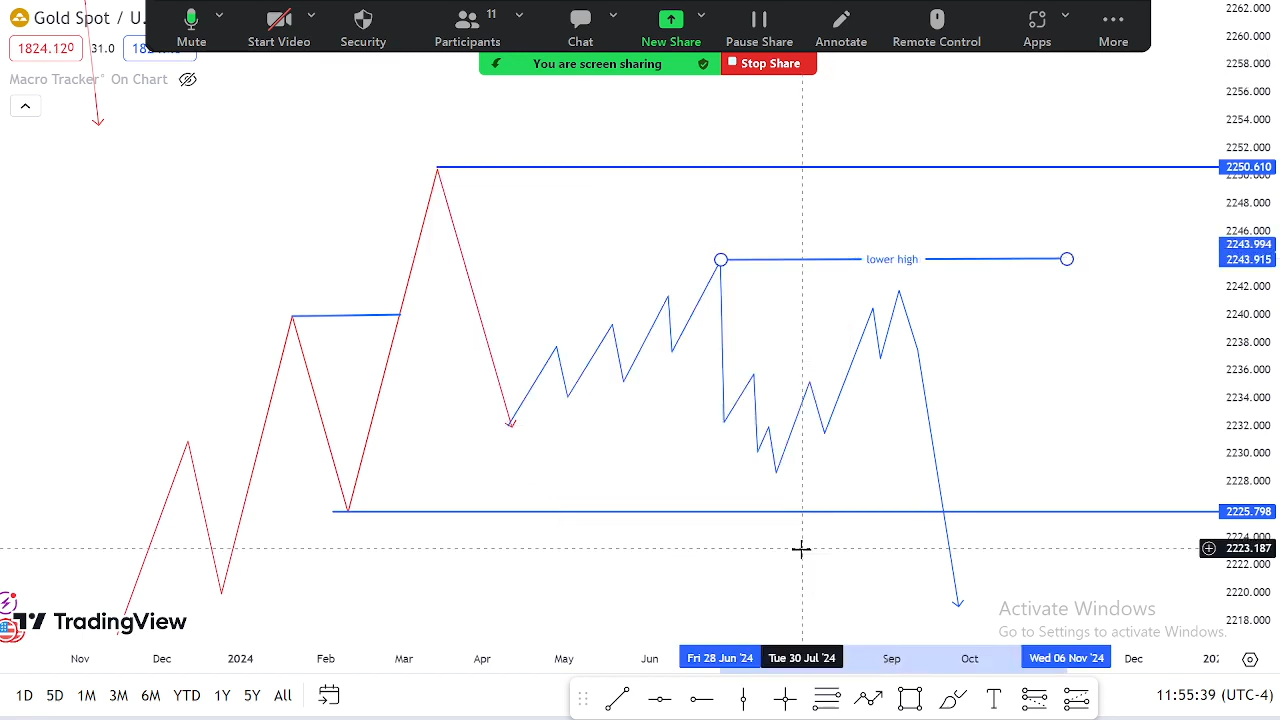 Gold Spot / U.
1824.120
31.0
Macro Tracker° On Chart
Mute
Start Video
Security
Participants
11
Chat
New Share
Pause Share
Annotate
Remote Control
Apps
More
You are screen sharing
Stop Share
2262.000
2260.000
2258.000
2256.000
2254.000
2252.000
2250.610
2250.000
2248.000
2246.000
2243.994
2243.915
2242.000
2240.000
2238.000
2236.000
2234.000
2232.000
2230.000
2228.000
2225.798
2224.000
2223.187
2222.000
2220.000
2218.000
lower high
TradingView
Activate Windows
Go to Settings to activate Windows.
Nov
Dec
2024
Feb
Mar
Apr
May
Jun
Fri 28 Jun '24
Tue 30 Jul '24
Sep
Oct
Wed 06 Nov '24
Dec
1D 5D 1M 3M 6M YTD 1Y 5Y All
11:55:39 (UTC-4)